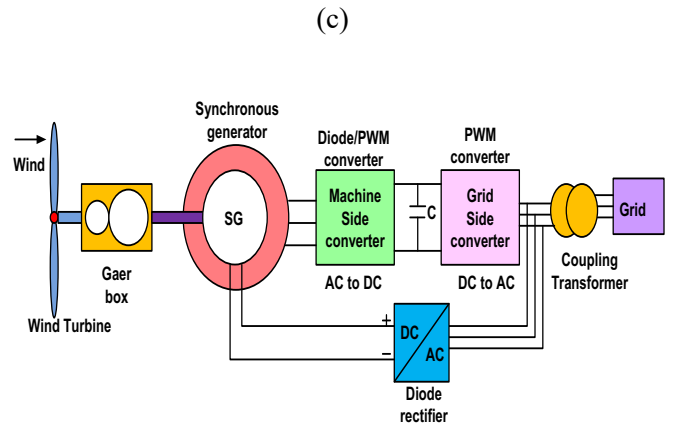 (c)
Synchronous
generator
Diode/PWM
converter
PWM
converter
Wind
SG
Machine
Side
converter
C
Grid
Side
converter
Grid
Gaer
box
AC to DC
DC to AC
Coupling
Transformer
Wind Turbine
+
−
DC
AC
Diode
rectifier